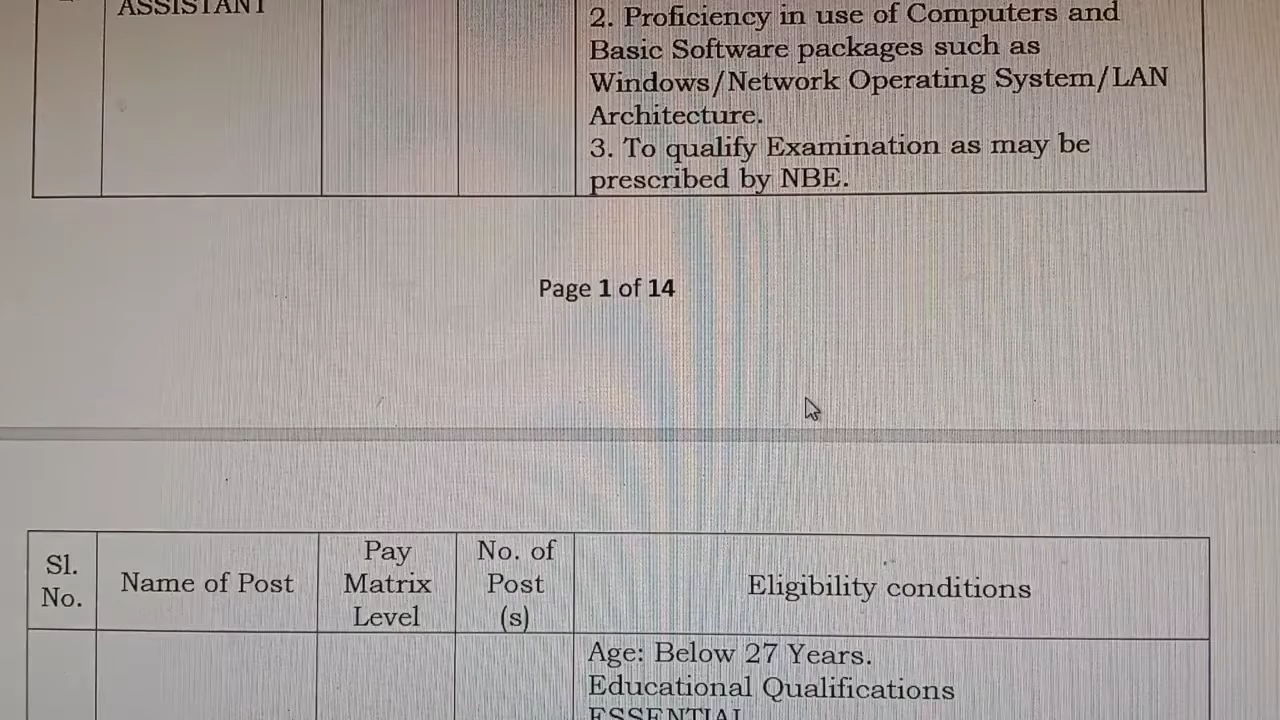 ASSISTANT
2. Proficiency in use of Computers and
Basic Software packages such as
Windows/Network Operating System/LAN
Architecture.
3. To qualify Examination as may be
prescribed by NBE.
Page 1 of 14
Sl.
No.
Name of Post
Pay
Matrix
Level
No. of
Post
(s)
Eligibility conditions
Age: Below 27 Years.
Educational Qualifications
ESSENTIAL